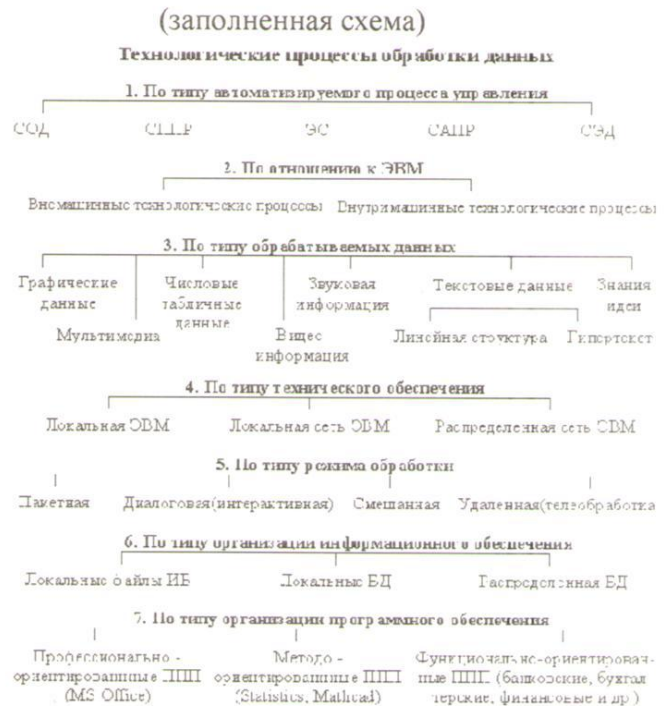 (заполненная схема)
Технологические процессы обработки данных
1. По типу автоматизируемого процесса управления
СОД СППР ЭС САПР СЭД
2. По отношению к ЭВМ
Внемашинные технологические процессы Внутримашинные технологические процессы
3. По типу обрабатываемых данных
Графические данные
Числовые табличные данные
Звуковая информация
Текстовые данные
Знания идеи
Мультимедиа
Видео информация
Линейная структура
Гипертекст
4. По типу технического обеспечения
Локальная ЭВМ Локальная сеть ЭВМ Распределенная сеть ЭВМ
5. По типу режима обработки
Пакетная Диалоговая(интерактивная) Смешанная Удаленная(телеобработка
6. По типу организации информационного обеспечения
Локальные файлы ИБ Локальные БД Распределенная БД
7. По типу организации программного обеспечения
Профессионально -
ориентированные ППП
(MS Office)
Методо -
ориентированные ППП
(Statistics, Mathcad)
Функционально-ориентирован-
ные ППП (банковские, бухгал
терские, финансовые и др.)